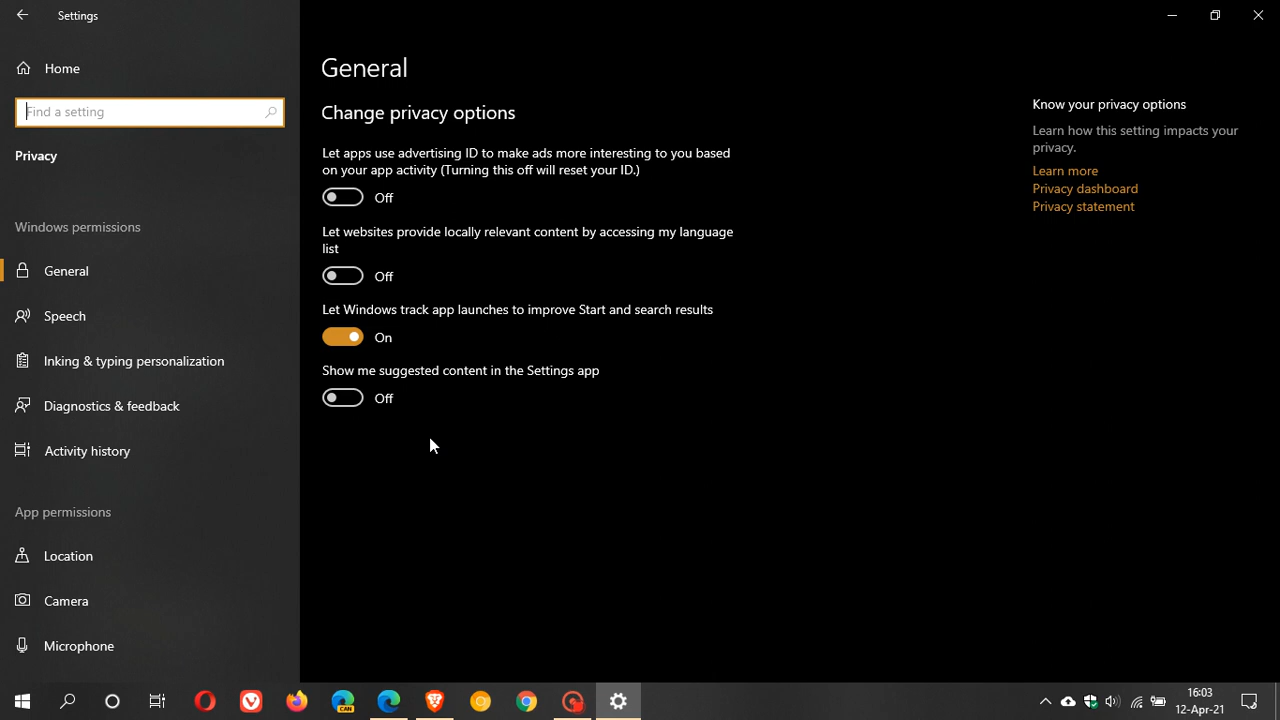 Settings
Home
Find a setting
Privacy
Windows permissions
General
Speech
Inking & typing personalization
Diagnostics & feedback
Activity history
App permissions
Location
Camera
Microphone
General
Change privacy options
Let apps use advertising ID to make ads more interesting to you based
on your app activity (Turning this off will reset your ID.)
Off
Let websites provide locally relevant content by accessing my language
list
Off
Let Windows track app launches to improve Start and search results
On
Show me suggested content in the Settings app
Off
Know your privacy options
Learn how this setting impacts your
privacy.
Learn more
Privacy dashboard
Privacy statement
CAN
16:03
12-Apr-21